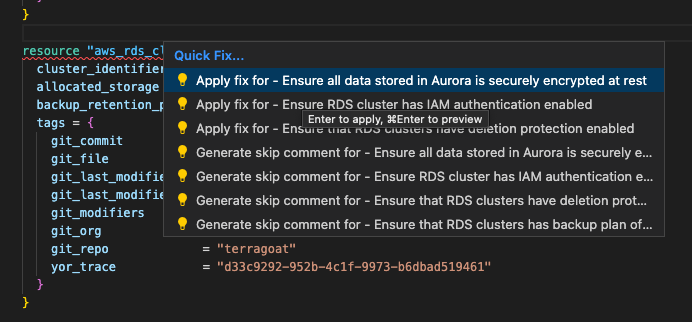 }
resource "aws_rds_cl
Quick Fix...
cluster_identifier
Apply fix for - Ensure all data stored in Aurora is securely encrypted at rest
allocated_storage
Apply fix for - Ensure RDS cluster has IAM authentication enabled
backup_retention_p
Enter to apply, ⌘Enter to preview
Apply fix for - Ensure that RDS clusters have deletion protection enabled
tags = {
git_commit
Generate skip comment for - Ensure all data stored in Aurora is securely e...
git_file
git_last_modifie
Generate skip comment for - Ensure RDS cluster has IAM authentication e...
git_last_modifie
Generate skip comment for - Ensure that RDS clusters have deletion prot...
git_modifiers
git_org
Generate skip comment for - Ensure that RDS clusters has backup plan of...
git_repo = "terragoat"
yor_trace = "d33c9292-952b-4c1f-9973-b6dbad519461"
}
}